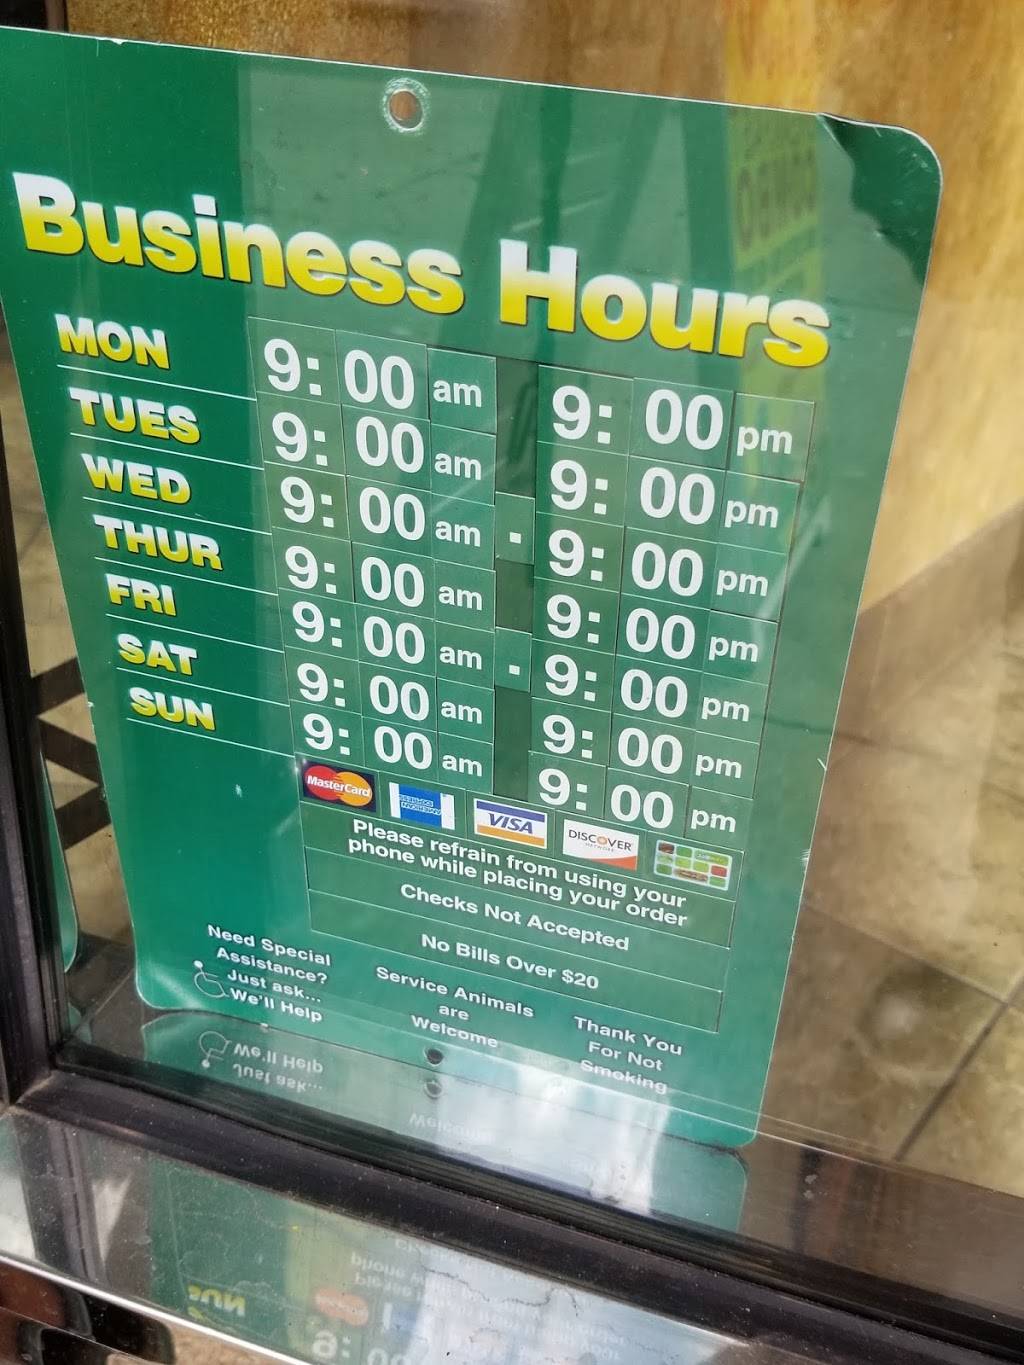 Business Hours
MON 9:00 am 9:00 pm
TUES 9:00 am 9:00 pm
WED 9:00 am - 9:00 pm
THUR 9:00 am 9:00 pm
FRI 9:00 am - 9:00 pm
SAT 9:00 am 9:00 pm
SUN 9:00 am 9:00 pm
MasterCard AMERICAN EXPRESS VISA DISCOVER NETWORK
Please refrain from using your
phone while placing your order
Checks Not Accepted
No Bills Over $20
Need Special
Assistance?
Just ask...
We'll Help
Service Animals
are
Welcome
Thank You
For Not
Smoking